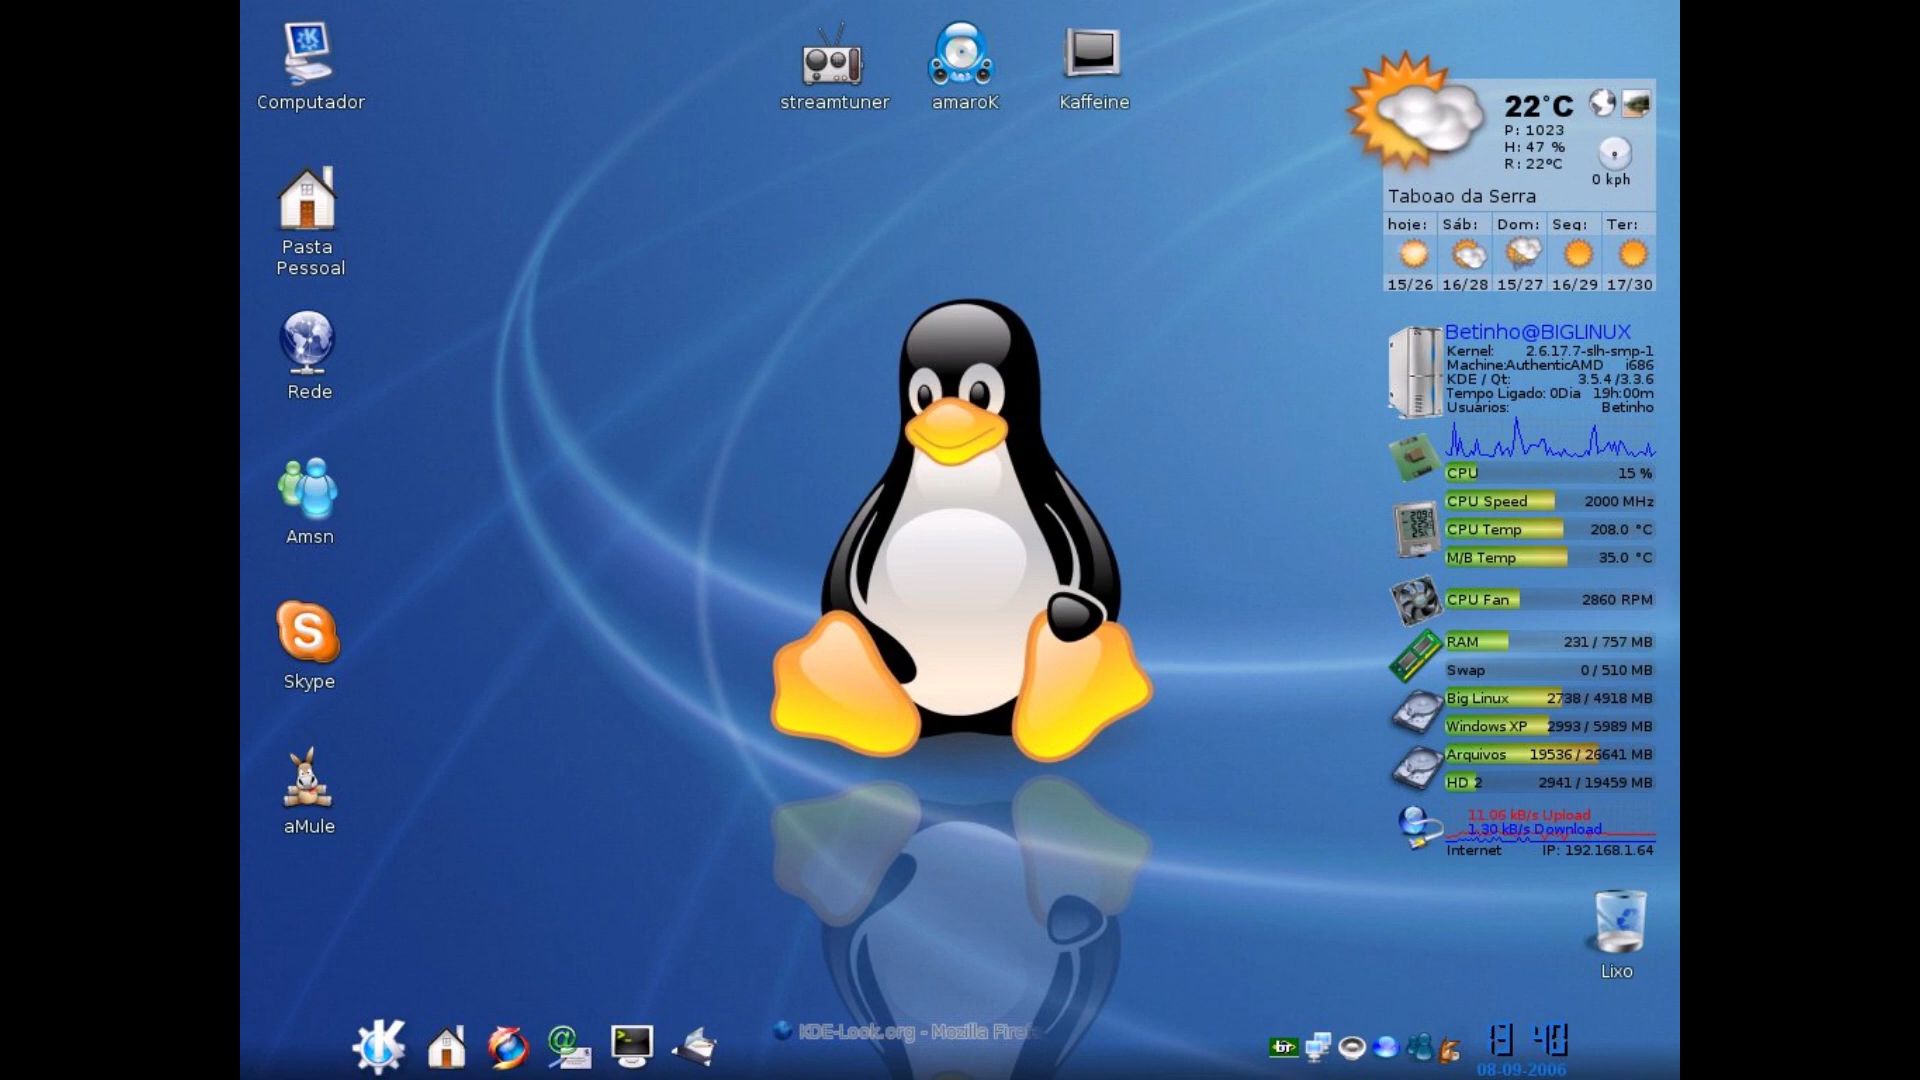 Computador
Pasta
Pessoal
Rede
Amsn
Skype
aMule
streamtuner
amaroK
Kaffeine
22°C
P: 1023
H: 47 %
R: 22ºC
0 kph
Taboao da Serra
hoje: Sáb: Dom: Seg: Ter:
15/26 16/28 15/27 16/29 17/30
Betinho@BIGLINUX
Kernel: 2.6.17.7-slh-smp-1
Machine:AuthenticAMD i686
KDE / Qt: 3.5.4 /3.3.6
Tempo Ligado: 0Dia 19h:00m
Usuarios: Betinho
CPU 15 %
CPU Speed 2000 MHz
CPU Temp 208.0 °C
M/B Temp 35.0 °C
CPU Fan 2860 RPM
RAM 231 / 757 MB
Swap 0 / 510 MB
Big Linux 2738 / 4918 MB
Windows XP 2993 / 5989 MB
Arquivos 19536 / 26641 MB
HD 2 2941 / 19459 MB
11.06 kB/s Upload
1.30 kB/s Download
Internet IP: 192.168.1.64
Lixo
KDE-Look.org - Mozilla Firef
br
08-09-2006